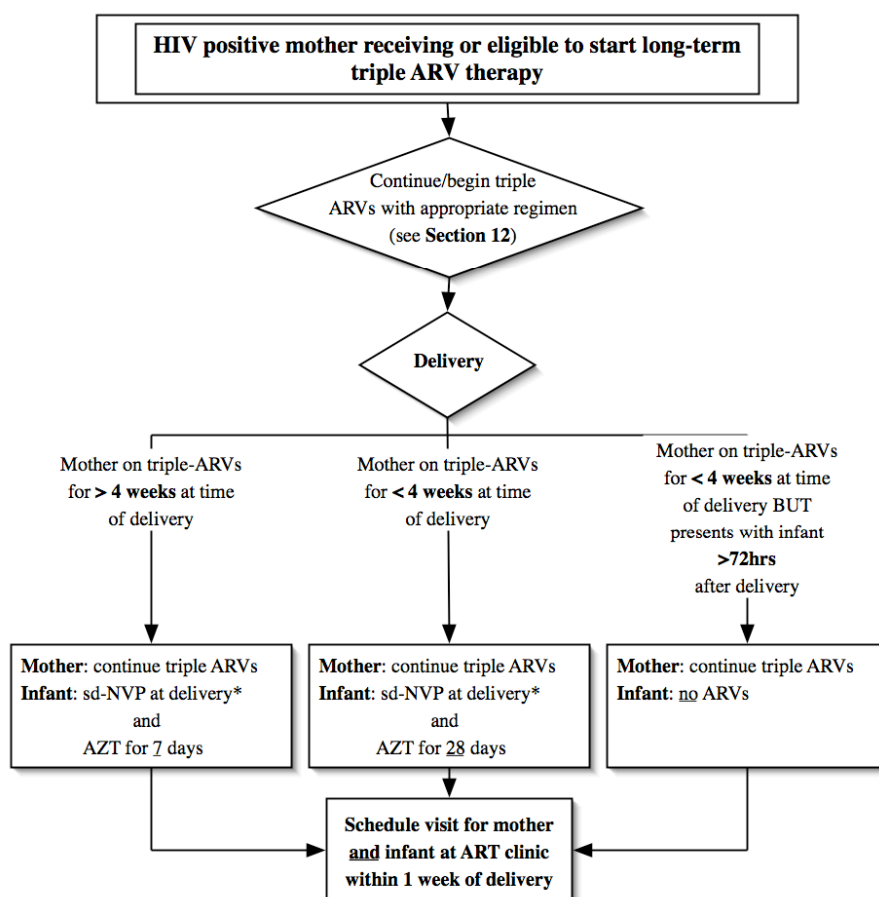 HIV positive mother receiving or eligible to start long-term
triple ARV therapy
Continue/begin triple
ARVs with appropriate regimen
(see Section 12)
Delivery
Mother on triple-ARVs
for > 4 weeks at time
of delivery
Mother on triple-ARVs
for < 4 weeks at time
of delivery
Mother on triple-ARVs
for < 4 weeks at time
of delivery BUT
presents with infant
>72hrs
after delivery
Mother: continue triple ARVs
Infant: sd-NVP at delivery*
and
AZT for 7 days
Mother: continue triple ARVs
Infant: sd-NVP at delivery*
and
AZT for 28 days
Mother: continue triple ARVs
Infant: no ARVs
Schedule visit for mother
and infant at ART clinic
within 1 week of delivery